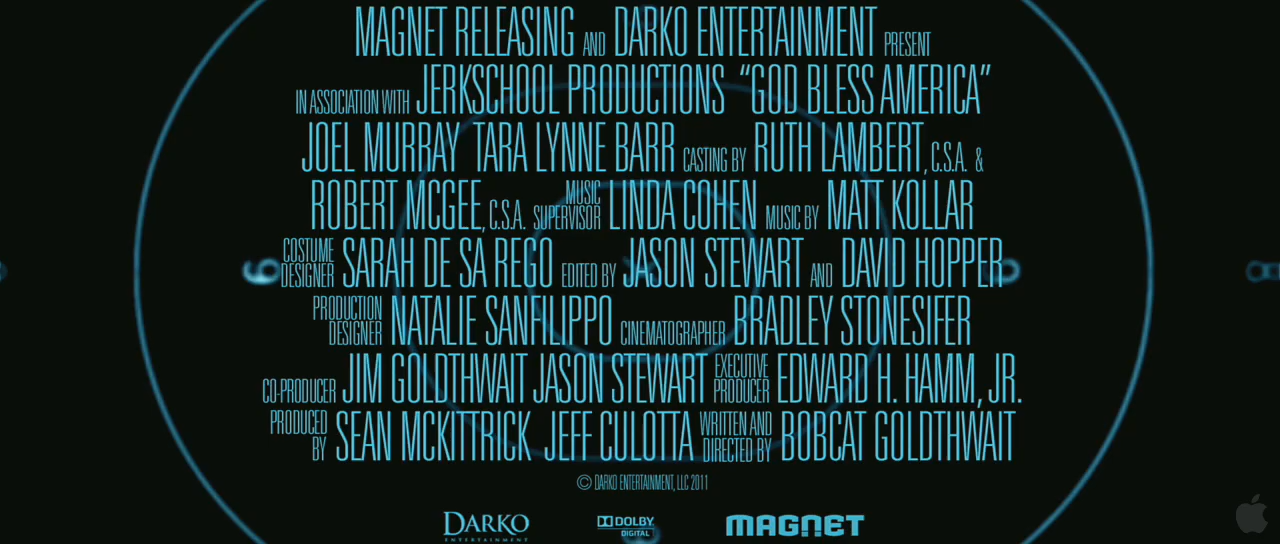 MAGNET RELEASING AND DARKO ENTERTAINMENT PRESENT
IN ASSOCIATION WITH JERKSCHOOL PRODUCTIONS “GOD BLESS AMERICA”
JOEL MURRAY TARA LYNNE BARR CASTING BY RUTH LAMBERT, C.S.A. &
ROBERT MCGEE, C.S.A. MUSIC SUPERVISOR LINDA COHEN MUSIC BY MATT KOLLAR
COSTUME DESIGNER SARAH DE SA REGO EDITED BY JASON STEWART AND DAVID HOPPER
PRODUCTION DESIGNER NATALIE SANFILIPPO CINEMATOGRAPHER BRADLEY STONESIFER
CO-PRODUCER JIM GOLDTHWAIT JASON STEWART EXECUTIVE PRODUCER EDWARD H. HAMM, JR.
PRODUCED BY SEAN MCKITTRICK JEFF CULOTTA WRITTEN AND DIRECTED BY BOBCAT GOLDTHWAIT
© DARKO ENTERTAINMENT, LLC 2011
DARKO ENTERTAINMENT
DOLBY DIGITAL
MAGNET